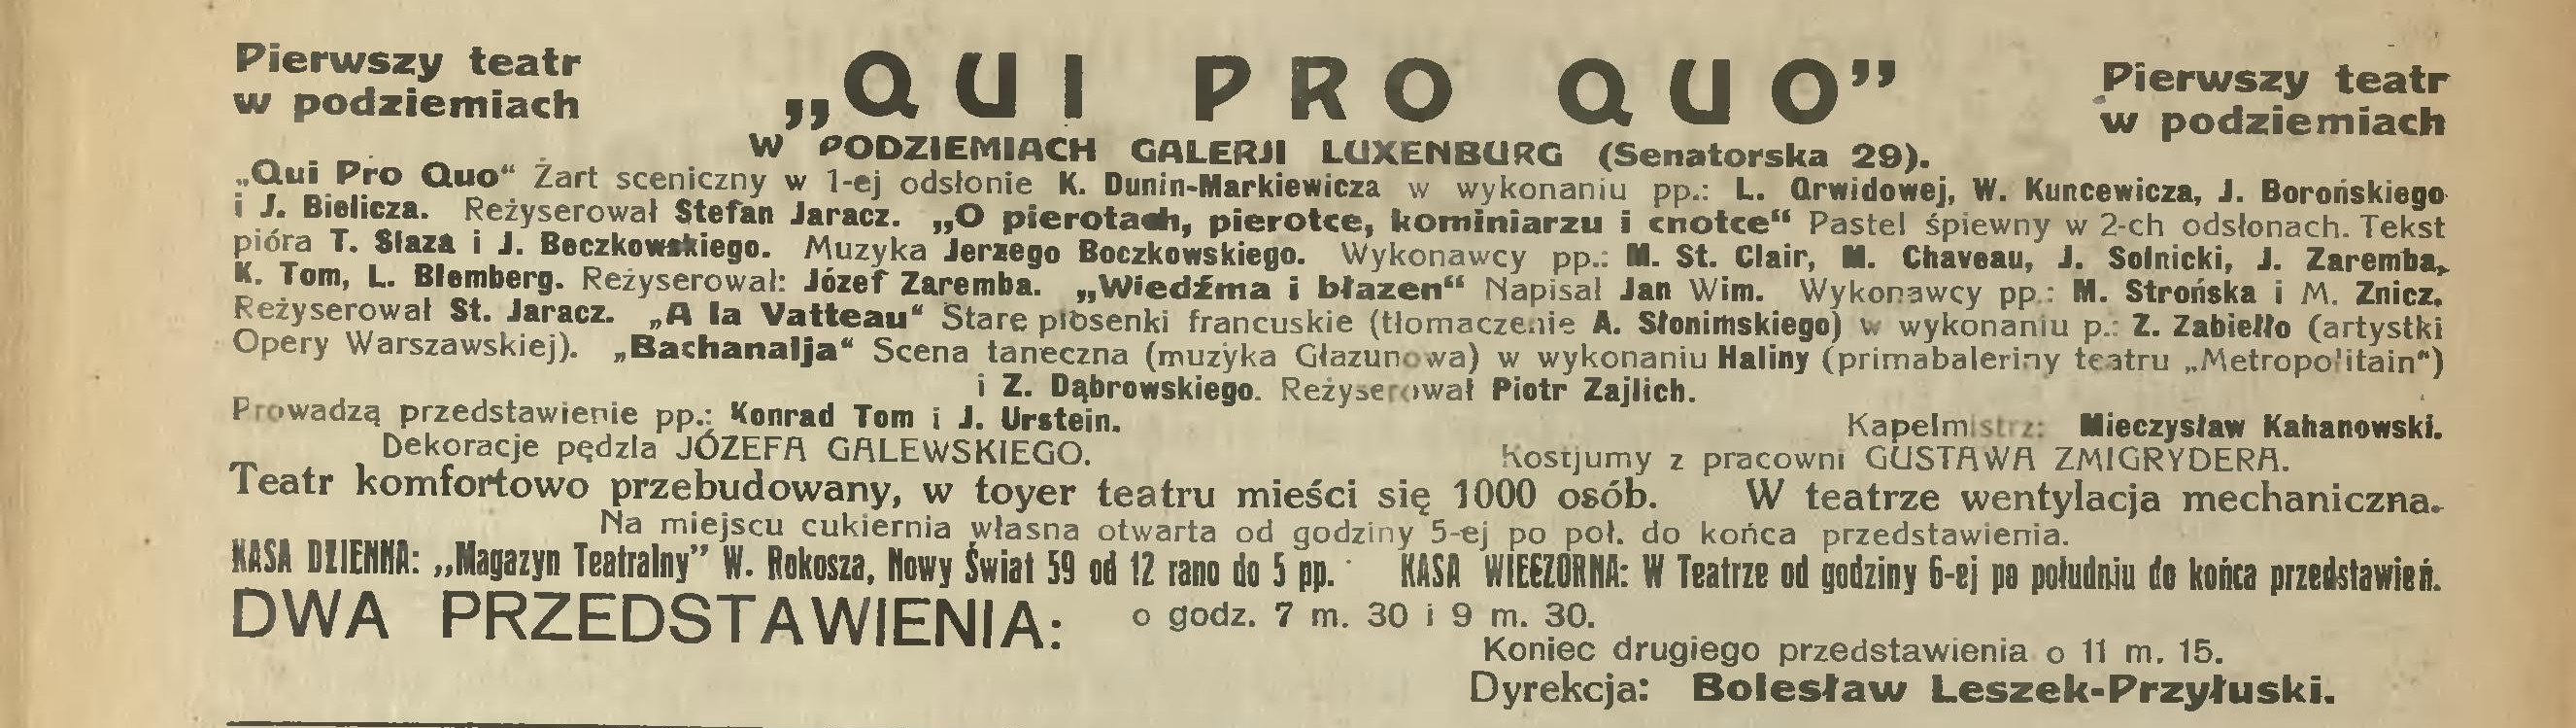 Pierwszy teatr
w podziemiach
„QUI PRO QUO”
Pierwszy teatr
w podziemiach
W PODZIEMIACH GALERJI LUXENBURG (Senatorska 29).
„Qui Pro Quo“ Żart sceniczny w 1-ej odsłonie K. Dunin-Markiewicza w wykonaniu pp.: L. Orwidowej, W. Kuncewicza, J. Borońskiego
i J. Bielicza. Reżyserował Stefan Jaracz. „O pierotach, pierotce, kominiarzu i cnotce“ Pastel śpiewny w 2-ch odsłonach. Tekst
pióra T. Slaza i J. Boczkowskiego. Muzyka Jerzego Boczkowskiego. Wykonawcy pp.: M. St. Clair, M. Chaveau, J. Solnicki, J. Zaremba,
K. Tom, L. Blemberg. Reżyserował: Józef Zaremba. „Wiedźma i błazen“ Napisał Jan Wim. Wykonawcy pp.: M. Strońska i M. Znicz.
Reżyserował St. Jaracz. „A la Vatteau“ Stare piosenki francuskie (tłomaczenie A. Słonimskiego) w wykonaniu p.: Z. Zabiełło (artystki
Opery Warszawskiej). „Bachanalja“ Scena taneczna (muzyka Głazunowa) w wykonaniu Haliny (primabaleriny teatru „Metropolitain“)
i Z. Dąbrowskiego. Reżyserował Piotr Zajlich.
Prowadzą przedstawienie pp.: Konrad Tom i J. Urstein.
Kapelmistrz: Mieczysław Kahanowski.
Dekoracje pędzla JÓZEFA GALEWSKIEGO.
Kostjumy z pracowni GUSTAWA ZMIGRYDERA.
Teatr komfortowo przebudowany, w toyer teatru mieści się 1000 osób. W teatrze wentylacja mechaniczna.
Na miejscu cukiernia własna otwarta od godziny 5-ej po poł. do końca przedstawienia.
KASA DZIENNA: „Magazyn Teatralny” W. Rokosza, Nowy Świat 59 od 12 rano do 5 pp. KASA WIECZORNA: W Teatrze od godziny 6-ej po południu do końca przedstawień.
DWA PRZEDSTAWIENIA: o godz. 7 m. 30 i 9 m. 30.
Koniec drugiego przedstawienia o 11 m. 15.
Dyrekcja: Bolesław Leszek-Przyłuski.